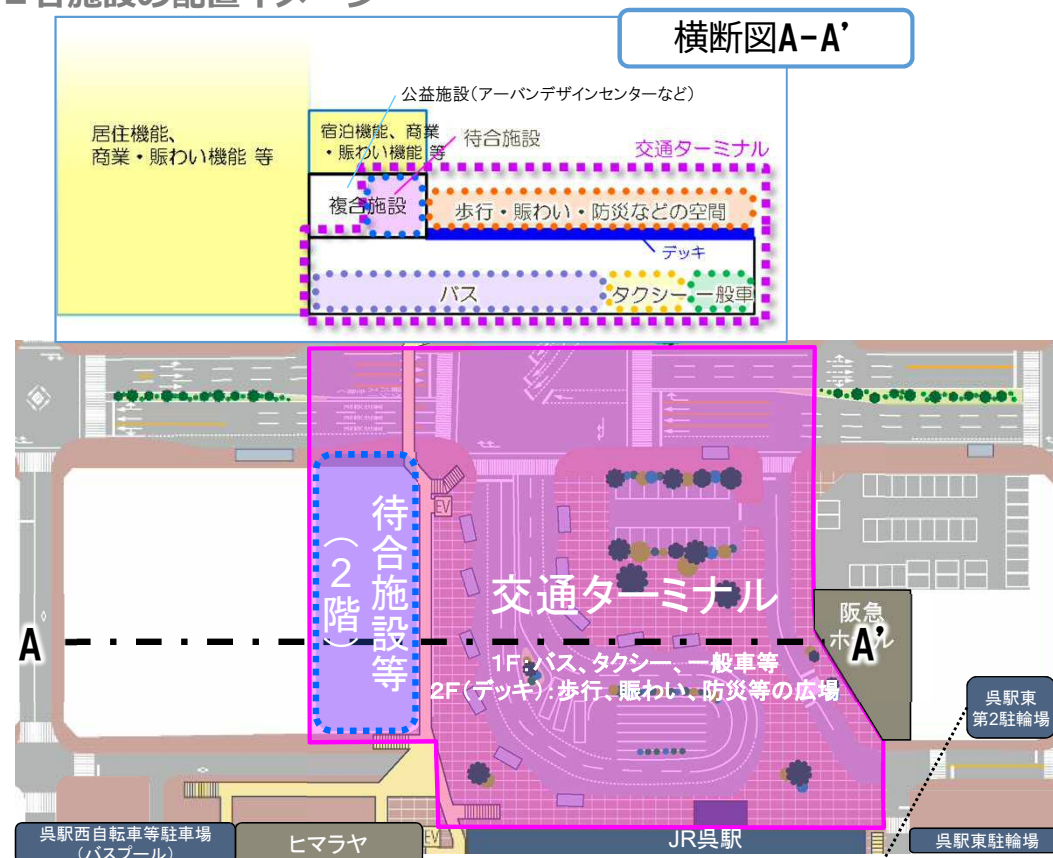 各施設の配置イメージ
横断図A-A’
公益施設(アーバンデザインセンターなど)
居住機能、
商業・賑わい機能 等
宿泊機能、商業
・賑わい機能 等
待合施設
交通ターミナル
複合施設
歩行・賑わい・防災などの空間
デッキ
バス
タクシー
一般車
待合施設等
(2階)
EV
交通ターミナル
阪急
ホテル
A
A’
1F:バス、タクシー、一般車等
2F(デッキ):歩行、賑わい、防災等の広場
呉駅東
第2駐輪場
呉駅西自転車等駐車場
(バスプール)
ヒマラヤ
EV
JR呉駅
呉駅東駐輪場